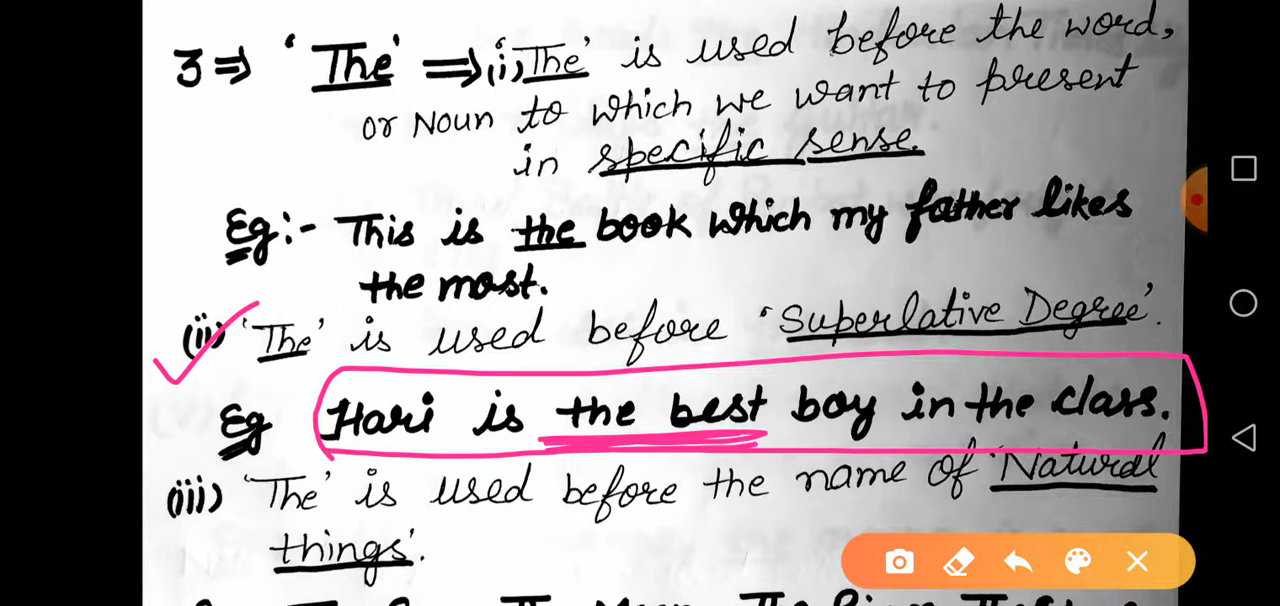 3⇒ 'The' ⇒(i) 'The' is used before the word,
or Noun to which we want to present
in specific sense.
Eg:- This is the book which my father likes
the most.
(ii) 'The' is used before 'Superlative Degree'.
Eg Hari is the best boy in the class.
(iii) 'The' is used before the name of 'Natural
things'.